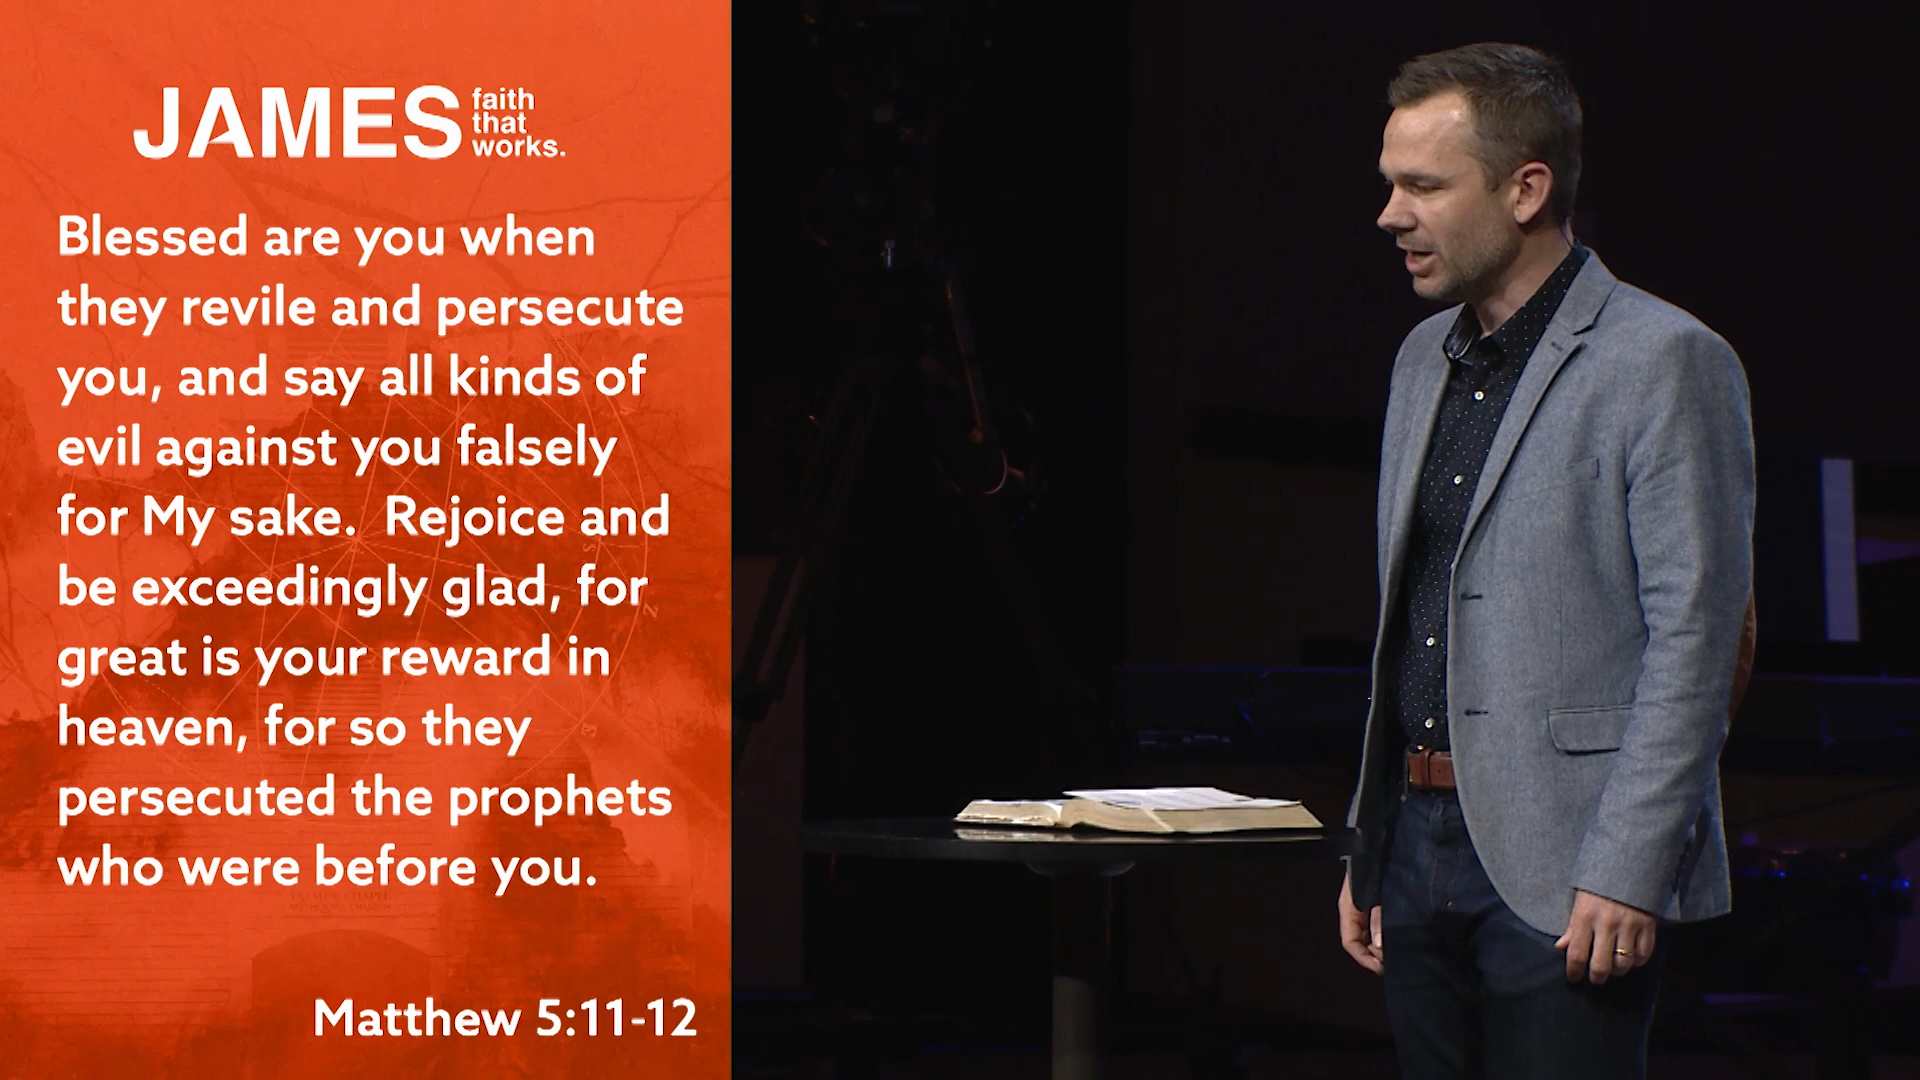 JAMES faith that works.
Blessed are you when
they revile and persecute
you, and say all kinds of
evil against you falsely
for My sake.  Rejoice and
be exceedingly glad, for
great is your reward in
heaven, for so they
persecuted the prophets
who were before you.
Matthew 5:11-12